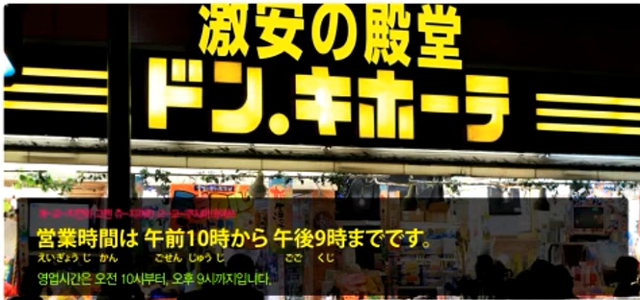 激安の殿堂
ドン.キホーテ
営業時間は 午前10時から 午後9時までです。
えいぎょうじかん ごぜん じゅうじ ごご くじ
영업시간은 오전 10시부터, 오후 9시까지입니다.